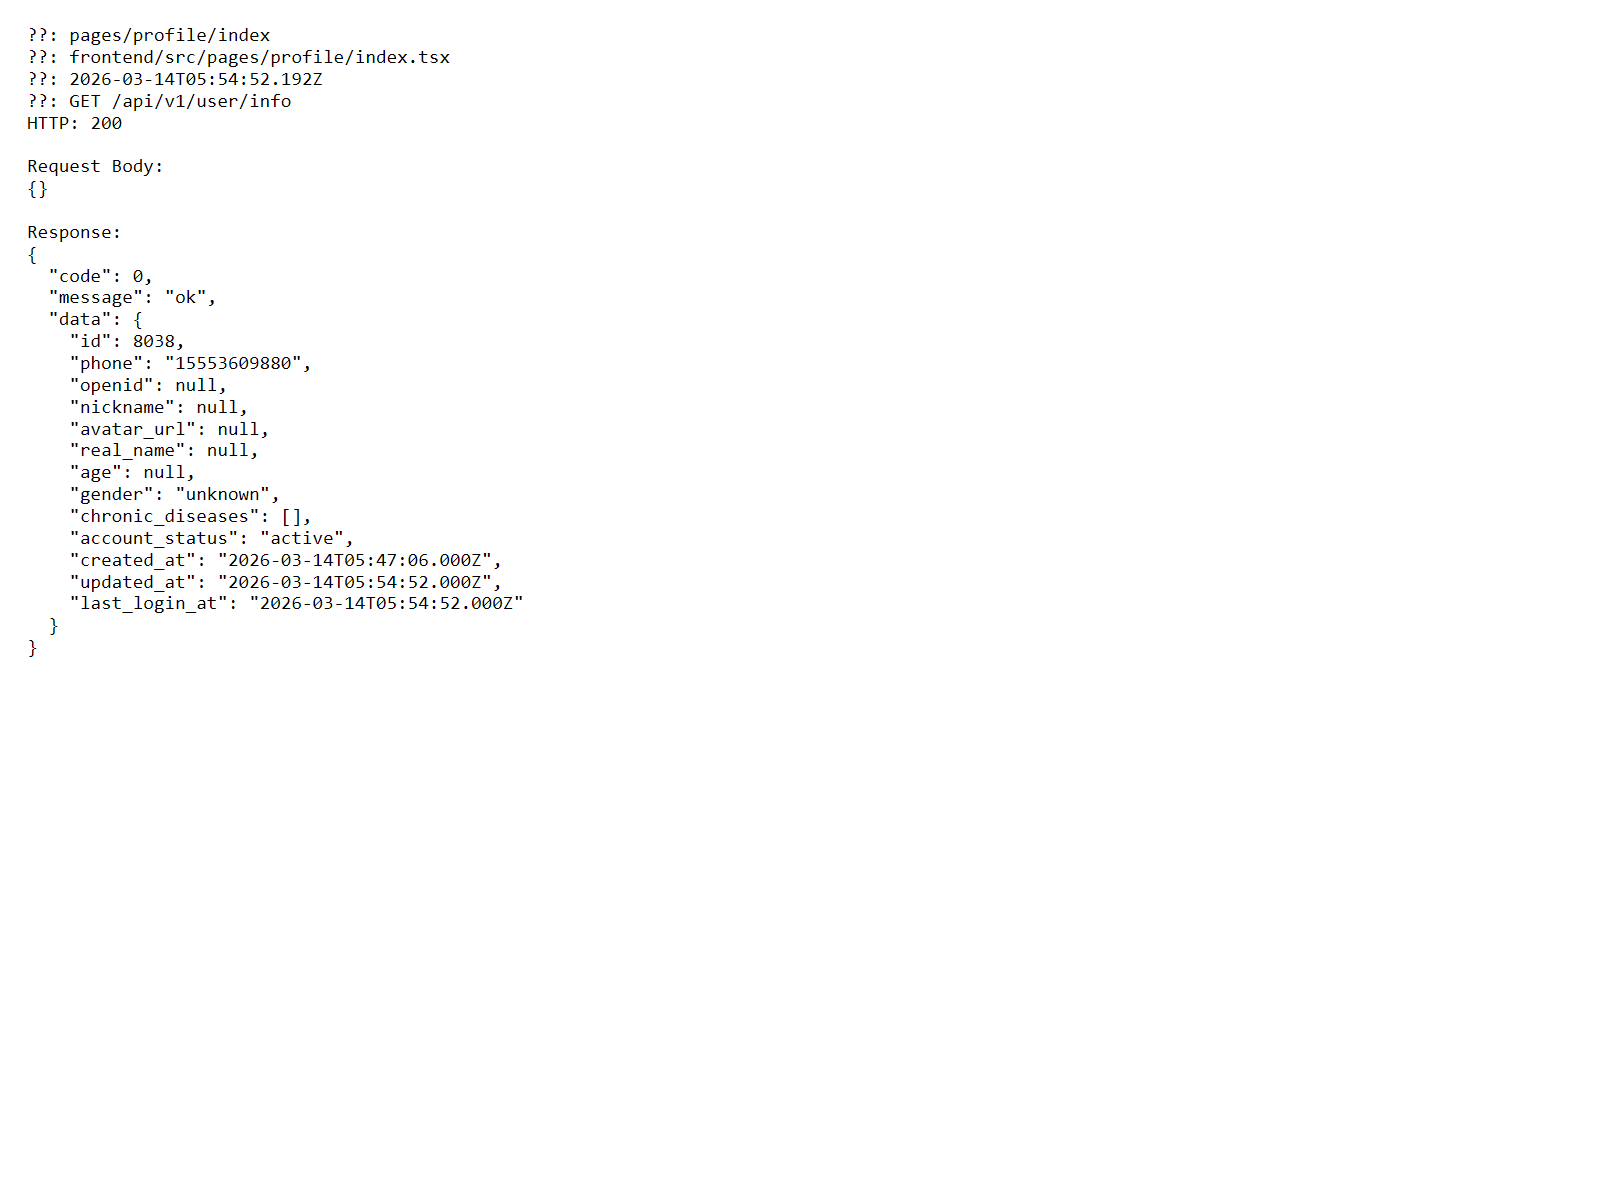 ??: pages/profile/index
??: frontend/src/pages/profile/index.tsx
??: 2026-03-14T05:54:52.192Z
??: GET /api/v1/user/info
HTTP: 200

Request Body:
{}

Response:
{
  "code": 0,
  "message": "ok",
  "data": {
    "id": 8038,
    "phone": "15553609880",
    "openid": null,
    "nickname": null,
    "avatar_url": null,
    "real_name": null,
    "age": null,
    "gender": "unknown",
    "chronic_diseases": [],
    "account_status": "active",
    "created_at": "2026-03-14T05:47:06.000Z",
    "updated_at": "2026-03-14T05:54:52.000Z",
    "last_login_at": "2026-03-14T05:54:52.000Z"
  }
}